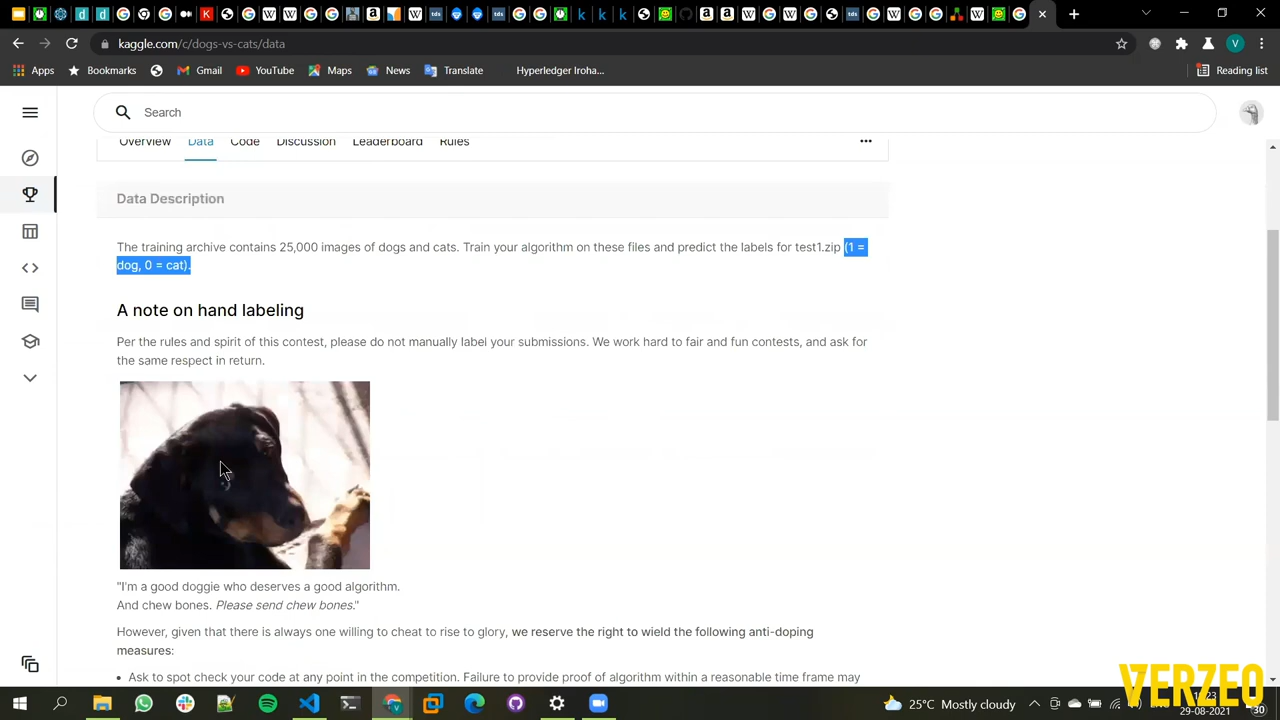 kaggle.com/c/dogs-vs-cats/data
Apps Bookmarks Gmail YouTube Maps News Translate Hyperledger Iroha... Reading list
Search
Overview Data Code Discussion Leaderboard Rules
Data Description
The training archive contains 25,000 images of dogs and cats. Train your algorithm on these files and predict the labels for test1.zip (1 =
dog, 0 = cat).
A note on hand labeling
Per the rules and spirit of this contest, please do not manually label your submissions. We work hard to fair and fun contests, and ask for
the same respect in return.
"I'm a good doggie who deserves a good algorithm.
And chew bones. Please send chew bones."
However, given that there is always one willing to cheat to rise to glory, we reserve the right to wield the following anti-doping
measures:
• Ask to spot check your code at any point in the competition. Failure to provide proof of algorithm within a reasonable time frame may
VERZEO
25°C Mostly cloudy
29-08-2021
30